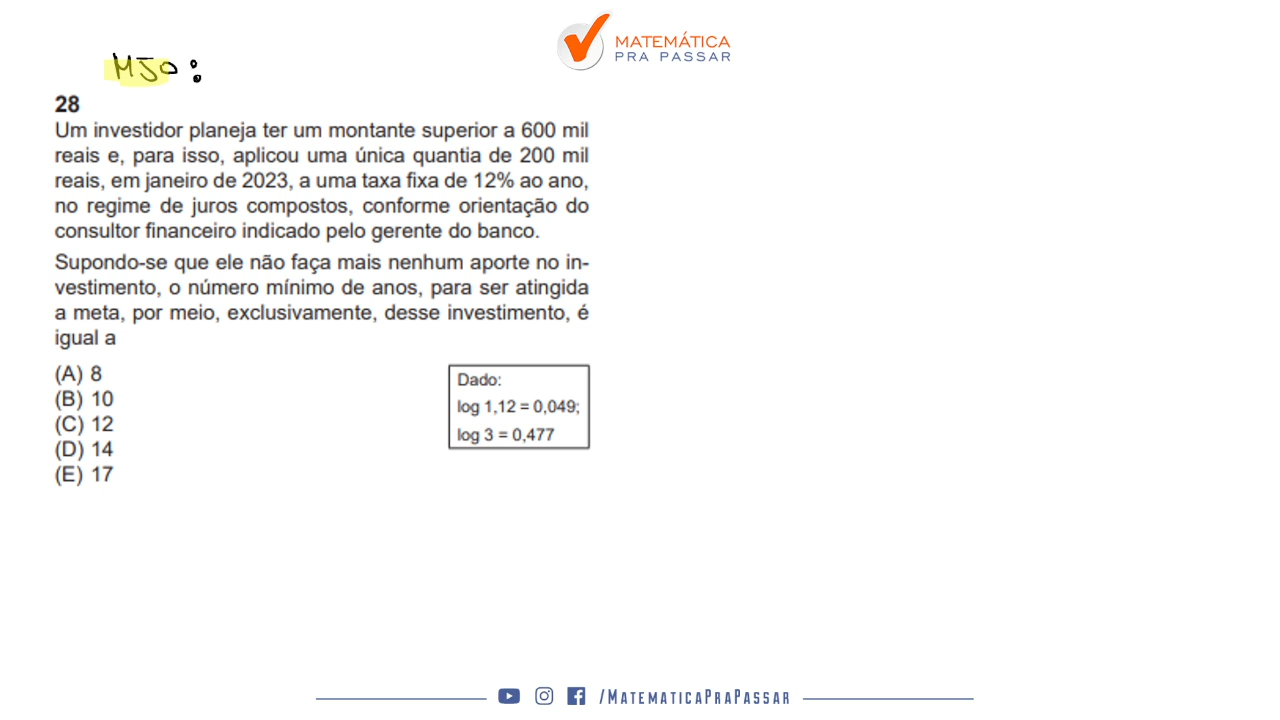 MATEMÁTICA
PRA PASSAR
MJO:
28
Um investidor planeja ter um montante superior a 600 mil
reais e, para isso, aplicou uma única quantia de 200 mil
reais, em janeiro de 2023, a uma taxa fixa de 12% ao ano,
no regime de juros compostos, conforme orientação do
consultor financeiro indicado pelo gerente do banco.
Supondo-se que ele não faça mais nenhum aporte no in-
vestimento, o número mínimo de anos, para ser atingida
a meta, por meio, exclusivamente, desse investimento, é
igual a
(A) 8
(B) 10
(C) 12
(D) 14
(E) 17
Dado:
log 1,12 = 0,049;
log 3 = 0,477
/MATEMATICAPRAPASSAR